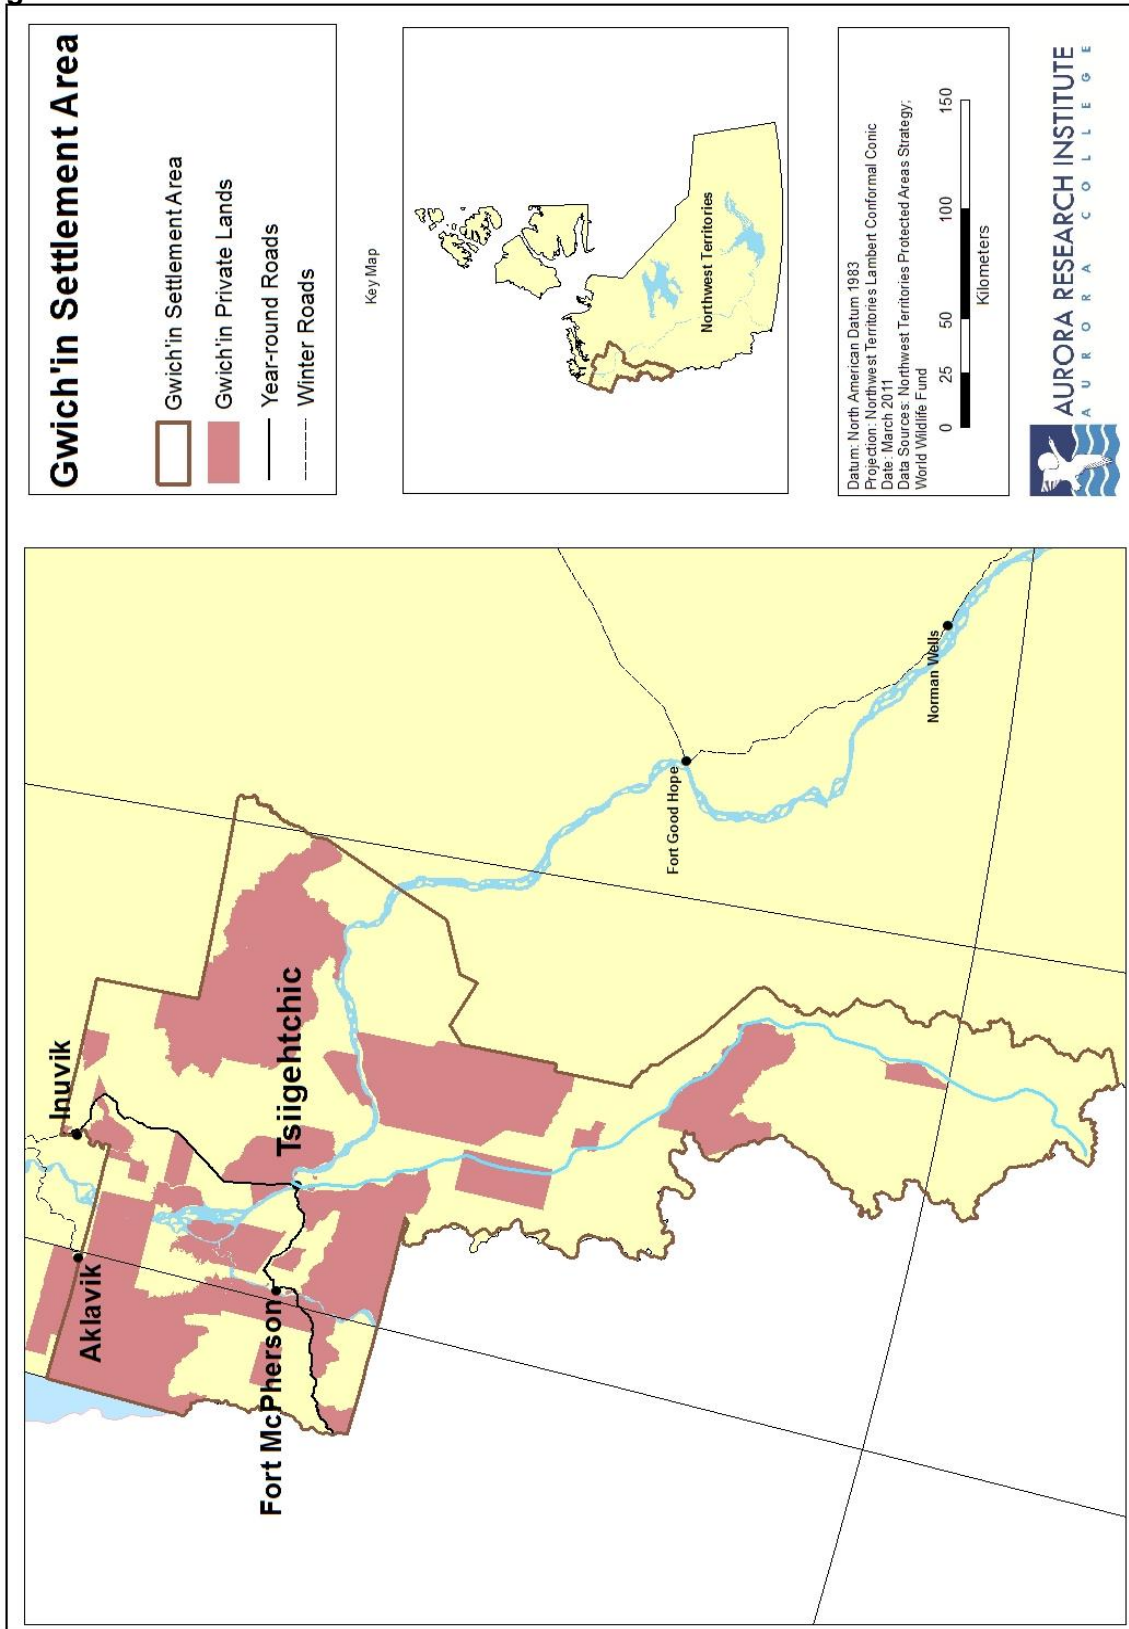 Gwich'in Settlement Area
Gwich'in Settlement Area
Gwich'in Private Lands
Year-round Roads
Winter Roads
Key Map
Northwest Territories
Datum: North American Datum 1983
Projection: Northwest Territories Lambert Conformal Conic
Date: March 2011
Data Sources: Northwest Territories Protected Areas Strategy;
World Wildlife Fund
0 25 50 100 150
Kilometers
AURORA RESEARCH INSTITUTE
AURORA COLLEGE
Inuvik
Aklavik
Tsiigehtchic
Fort McPherson
Fort Good Hope
Norman Wells